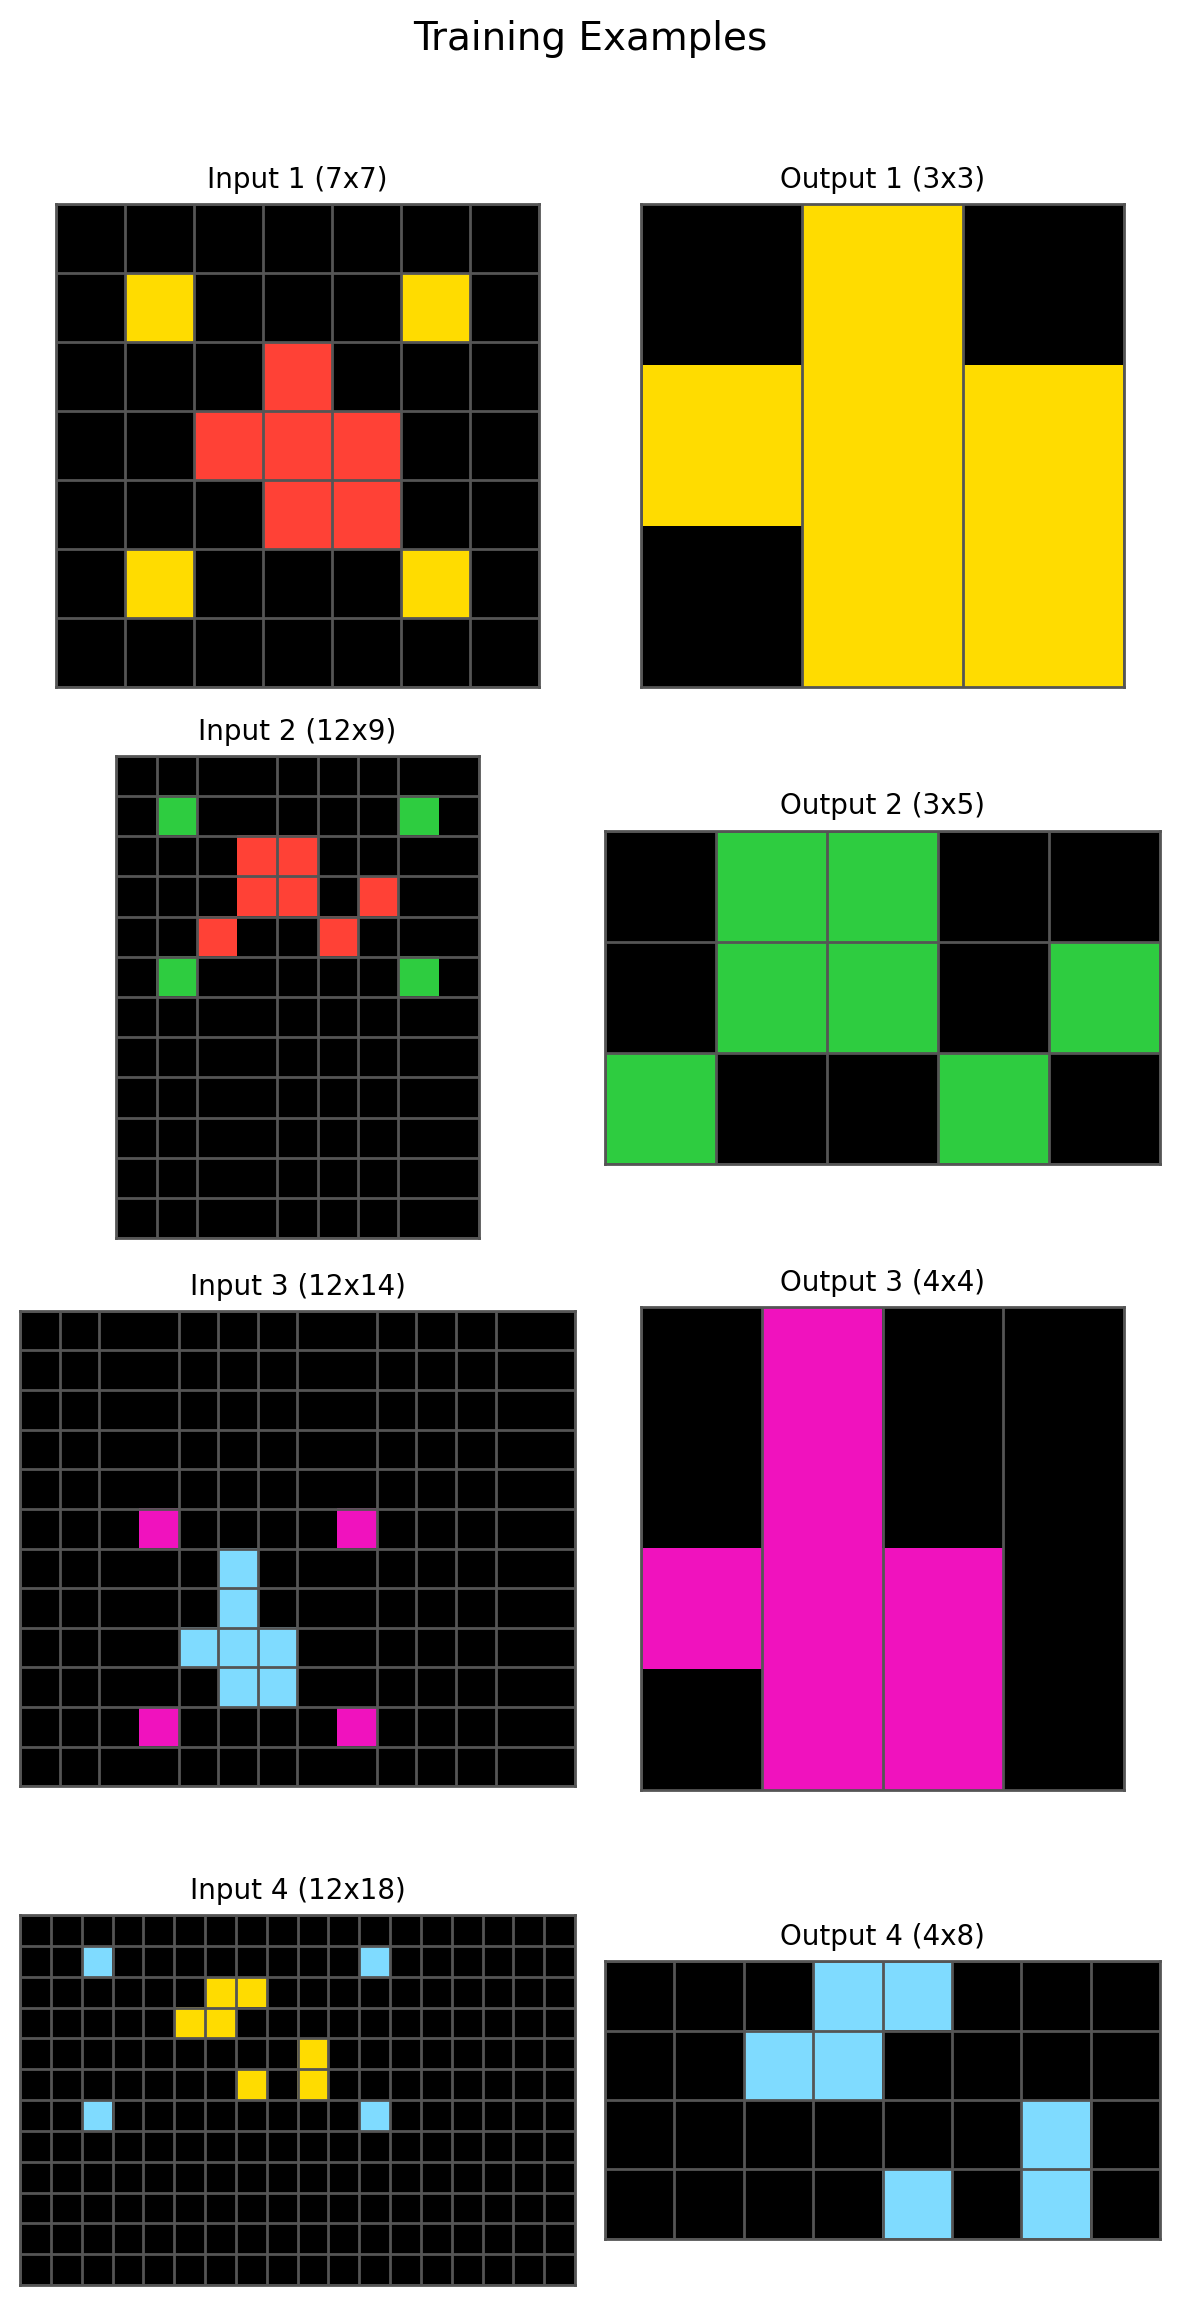 Training Examples
Input 1 (7x7)
Output 1 (3x3)
Input 2 (12x9)
Output 2 (3x5)
Input 3 (12x14)
Output 3 (4x4)
Input 4 (12x18)
Output 4 (4x8)